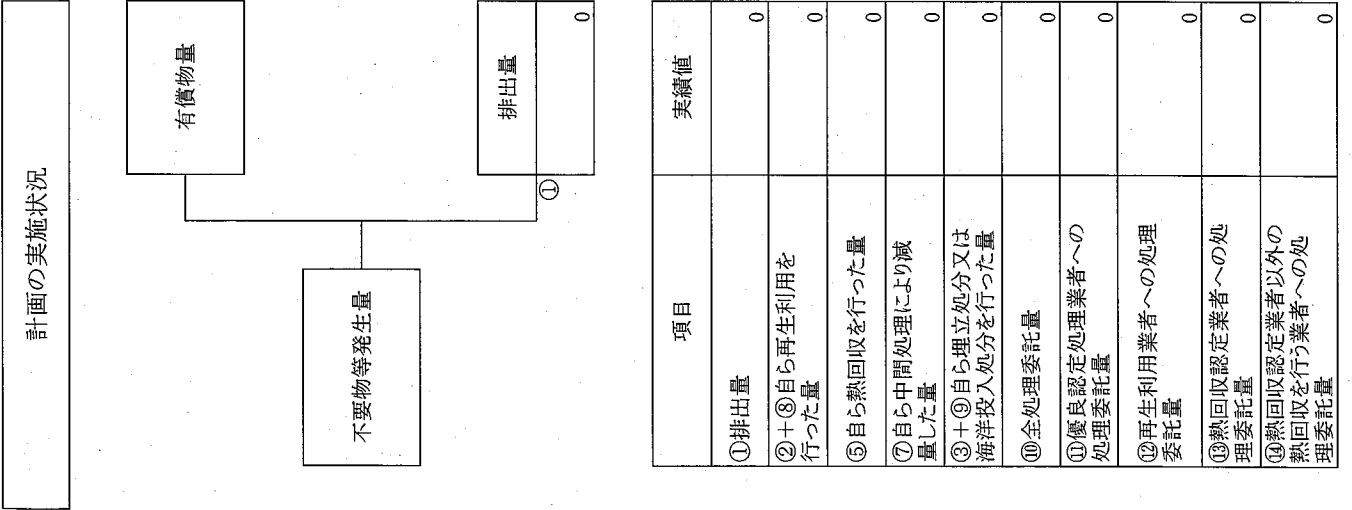 計画の実施状況
有償物量
不要物等発生量
排出量
①
0
項目
実績値
①排出量
0
②+⑧自ら再生利用を
行った量
0
⑤自ら熱回収を行った量
0
⑦自ら中間処理により減
量した量
0
③+⑨自ら埋立処分又は
海洋投入処分を行った量
0
⑩全処理委託量
0
⑪優良認定処理業者への
処理委託量
0
⑫再生利用業者への処理
委託量
0
⑬熱回収認定業者への処
理委託量
0
⑭熱回収認定業者以外の
熱回収を行う業者への処
理委託量
0